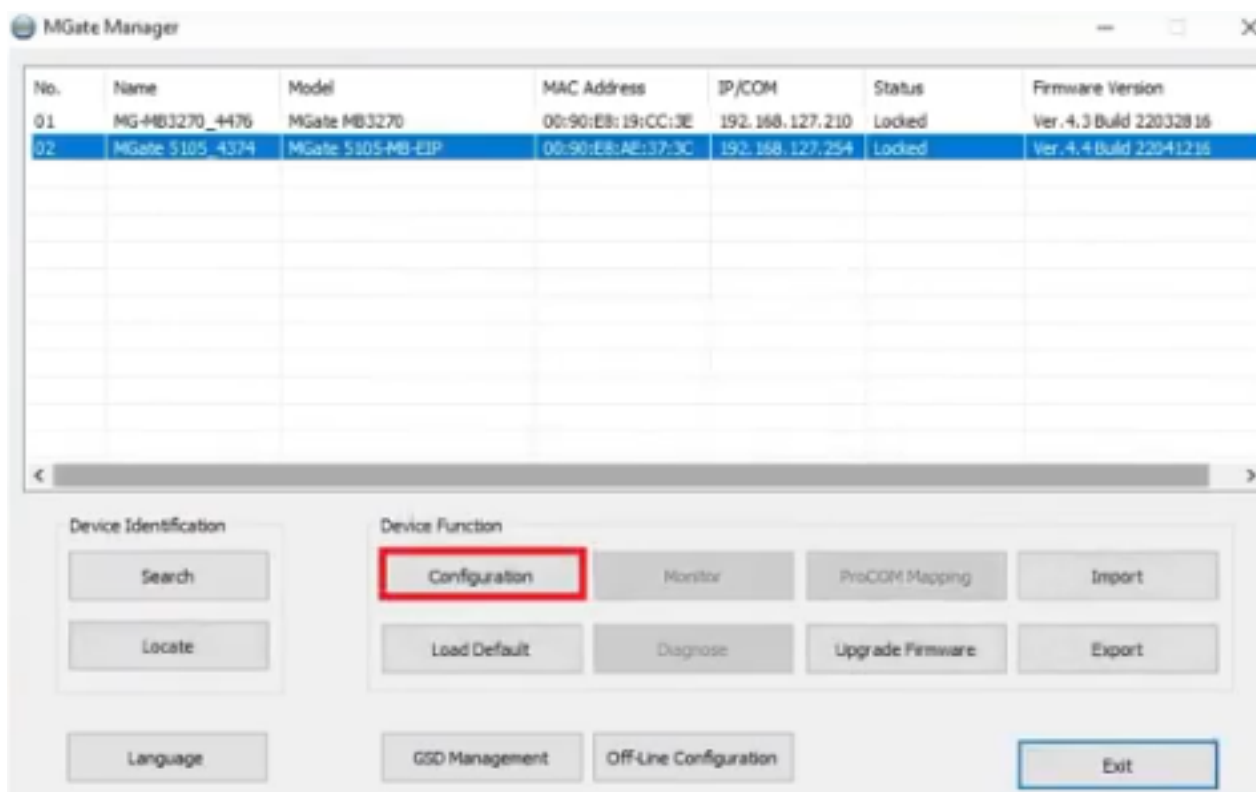 MGate Manager
No. Name Model MAC Address IP/COM Status Firmware Version
01 MG-MB3270_4476 MGate MB3270 00:90:E8:19:CC:3E 192.168.127.210 Locked Ver.4.3 Build 22032816
02 MGate 5105_4374 MGate 5105-MB-EIP 00:90:E8:AE:37:3C 192.168.127.254 Locked Ver.4.4 Build 22041216
Device Identification Device Function
Search Configuration Monitor ProCOM Mapping Import
Locate Load Default Diagnose Upgrade Firmware Export
Language GSD Management Off-Line Configuration Exit